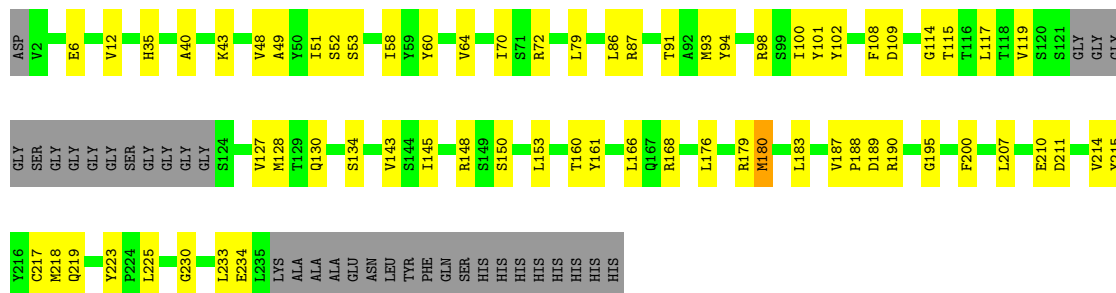 ASP V2 E6 V12 H35 A40 K43 V48 A49 Y50 I51 S52 S53 I58 Y59 Y60 V64 I70 S71 R72 L79 L86 R87 T91 A92 M93 Y94 R98 S99 I100 Y101 Y102 F108 D109 G114 T115 T116 L117 T118 V119 S120 S121 GLY GLY GLY
GLY SER GLY GLY GLY GLY SER GLY GLY GLY GLY S124 V127 M128 T129 Q130 S134 V143 S144 I145 R148 S149 S150 L153 T160 Y161 L166 Q167 R168 L176 R179 M180 L183 V187 P188 D189 R190 G195 F200 L207 E210 D211 V214 Y215
Y216 C217 M218 Q219 Y223 P224 L225 G230 L233 E234 L235 LYS ALA ALA ALA GLU ASN LEU TYR PHE GLN SER HIS HIS HIS HIS HIS HIS HIS HIS